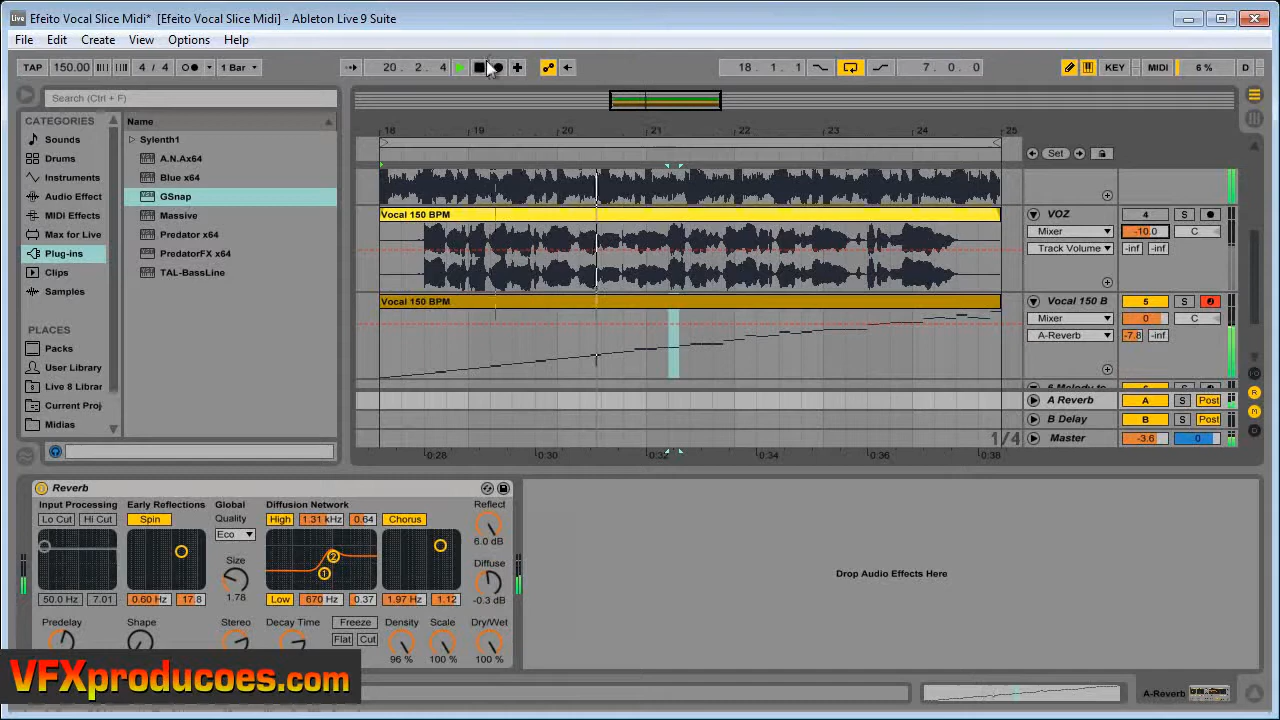 Live Efeito Vocal Slice Midi* [Efeito Vocal Slice Midi] - Ableton Live 9 Suite
File Edit Create View Options Help
TAP 150.00 4 / 4 1 Bar 20. 2. 4 18. 1. 1 7. 0. 0 KEY MIDI 6 % D
Search (Ctrl + F)
CATEGORIES
Sounds
Drums
Instruments
Audio Effect
MIDI Effects
Max for Live
Plug-ins
Clips
Samples
PLACES
Packs
User Library
Live 8 Librar
Current Proj
Midias
Name
Sylenth1
A.N.Ax64
Blue x64
GSnap
Massive
Predator x64
PredatorFX x64
TAL-BassLine
18 19 20 21 22 23 24 25
Set
Vocal 150 BPM
VOZ 4 S
Mixer -10.0 C
Track Volume -inf -inf
Vocal 150 BPM
Vocal 150 B 5 S
Mixer 0 C
A-Reverb -7.8 -inf
A Reverb A S Post
B Delay B S Post
1/4
Master -3.6 0
0:28 0:30 0:32 0:34 0:36 0:38
Reverb
Input Processing
Lo Cut Hi Cut
50.0 Hz 7.01
Predelay
Early Reflections
Spin
0.60 Hz 17.8
Shape
Global
Quality
Eco
Size
1.78
Stereo
Diffusion Network
High 1.31 kHz 0.64 Chorus
1 2
Low 670 Hz 0.37 1.97 Hz 1.12
Decay Time
Freeze
Flat Cut
Density
96 %
Scale
100 %
Reflect
6.0 dB
Diffuse
-0.3 dB
Dry/Wet
100 %
Drop Audio Effects Here
A-Reverb
VFXproducoes.com